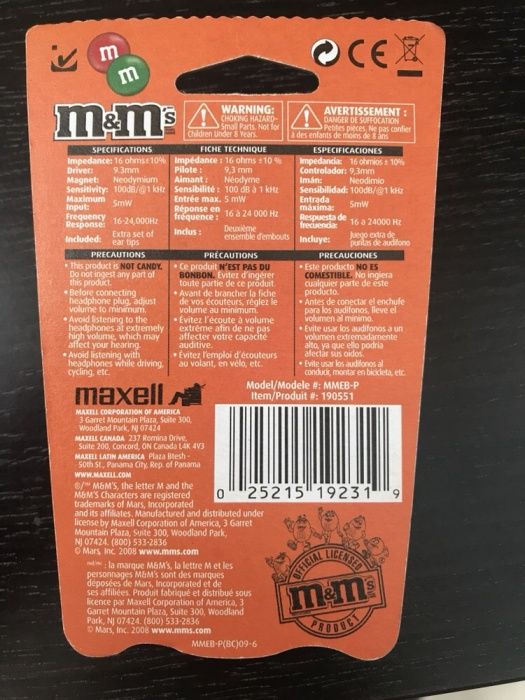 m
m
m&m's
WARNING:
CHOKING HAZARD-
Small Parts. Not for
Children Under 8 Years.
AVERTISSEMENT :
DANGER DE SUFFOCATION
Petites pièces. Ne pas confier
à des enfants de moins de 8 ans
SPECIFICATIONS
Impedance: 16 ohms±10%
Driver: 9.3mm
Magnet: Neodymium
Sensitivity: 100dB/@1 kHz
Maximum
Input: 5mW
Frequency
Response: 16-24,000Hz
Included: Extra set of
ear tips
FICHE TECHNIQUE
Impédance : 16 ohms ±10 %
Pilote : 9,3 mm
Aimant : Néodyme
Sensibilité : 100 dB à 1 kHz
Entrée max. 5 mW
Réponse en
fréquence : 16 à 24 000 Hz
Inclus : Deuxième
ensemble d'embouts
ESPECIFICACIONES
Impedancia: 16 ohmios ± 10%
Controlador: 9,3mm
Imán: Neodimio
Sensibilidad: 100dB/@1 kHz
Entrada
máxima: 5mW
Respuesta de
frecuencia: 16 a 24000 Hz
Incluye: Juego extra de
puntas de audífono
PRECAUTIONS
• This product is NOT CANDY.
Do not ingest any part of
this product.
• Before connecting
headphone plug, adjust
volume to minimum.
• Avoid listening to the
headphones at extremely
high volume, which may
affect your hearing.
• Avoid listening with
headphones while driving,
cycling, etc.
PRÉCAUTIONS
• Ce produit N'EST PAS DU
BONBON. Évitez d'ingérer
toute partie de ce produit.
• Avant de brancher la fiche
de vos écouteurs, réglez le
volume au minimum.
• Évitez l'écoute à volume
extrême afin de ne pas
affecter votre capacité
auditive.
• Évitez l'emploi d'écouteurs
au volant, en vélo, etc.
PRECAUCIONES
• Este producto NO ES
COMESTIBLE. No ingiera
cualquier parte de este
producto.
• Antes de conectar el enchufe
para los audífonos, lleve el
volumen al mínimo.
• Evite usar los audífonos a un
volumen extremadamente
alto, ya que ello podría
afectar sus oídos.
• Evite usar los audífonos al
conducir, montar en bicicleta, etc.
maxell
MAXELL CORPORATION OF AMERICA
3 Garret Mountain Plaza, Suite 300,
Woodland Park, NJ 07424
MAXELL CANADA 237 Romina Drive,
Suite 200, Concord, ON Canada L4K 4V3
MAXELL LATIN AMERICA Plaza Btesh -
50th St., Panama City, Rep. of Panama
WWW.MAXELL.COM
Model/Modele #: MMEB-P
Item/Produit #: 190551
0 25215 19231 9
®/™ M&M'S, the letter M and the
M&M'S Characters are registered
trademarks of Mars, Incorporated
and its affiliates. Manufactured and distributed under
license by Maxell Corporation of America, 3 Garret
Mountain Plaza, Suite 300, Woodland Park,
NJ 07424. (800) 533-2836
© Mars, Inc. 2008 www.mms.com
: la marque M&M'S, la lettre M et les
personnages M&M'S sont des marques
déposées de Mars, Incorporated et de
ses affiliées. Produit fabriqué et distribué sous
licence par Maxell Corporation of America, 3
Garret Mountain Plaza, Suite 300, Woodland
Park, NJ 07424. (800) 533-2836
© Mars, Inc. 2008 www.mms.com
OFFICIAL LICENSED
m&m's
PRODUCT
MMEB-P(BC)09-6